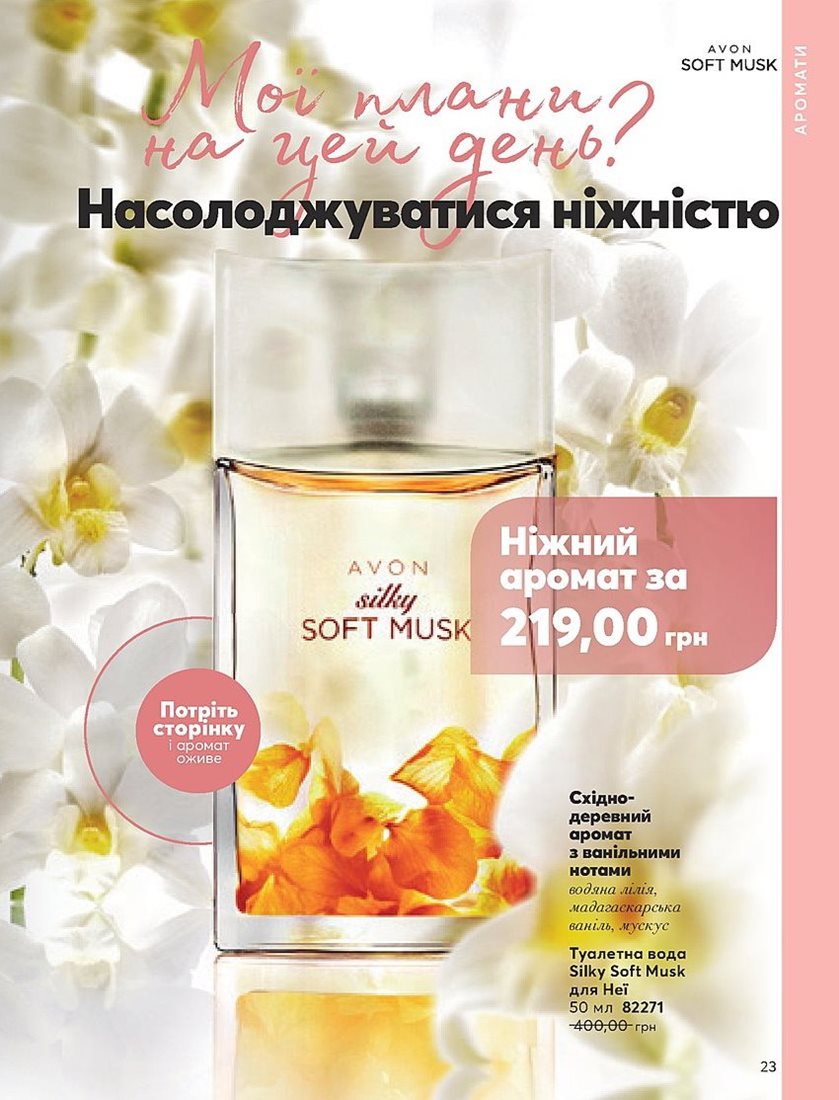 AVON
SOFT MUSK
АРОМАТИ
Мої плани
на цей день?
Насолоджуватися ніжністю
AVON
silky
SOFT MUSK
Ніжний
аромат за
219,00 грн
Потріть
сторінку
і аромат
оживе
Східно-
деревний
аромат
з ванільними
нотами
водяна лілія,
мадагаскарська
ваніль, мускус
Туалетна вода
Silky Soft Musk
для Неї
50 мл 82271
400,00 грн
23